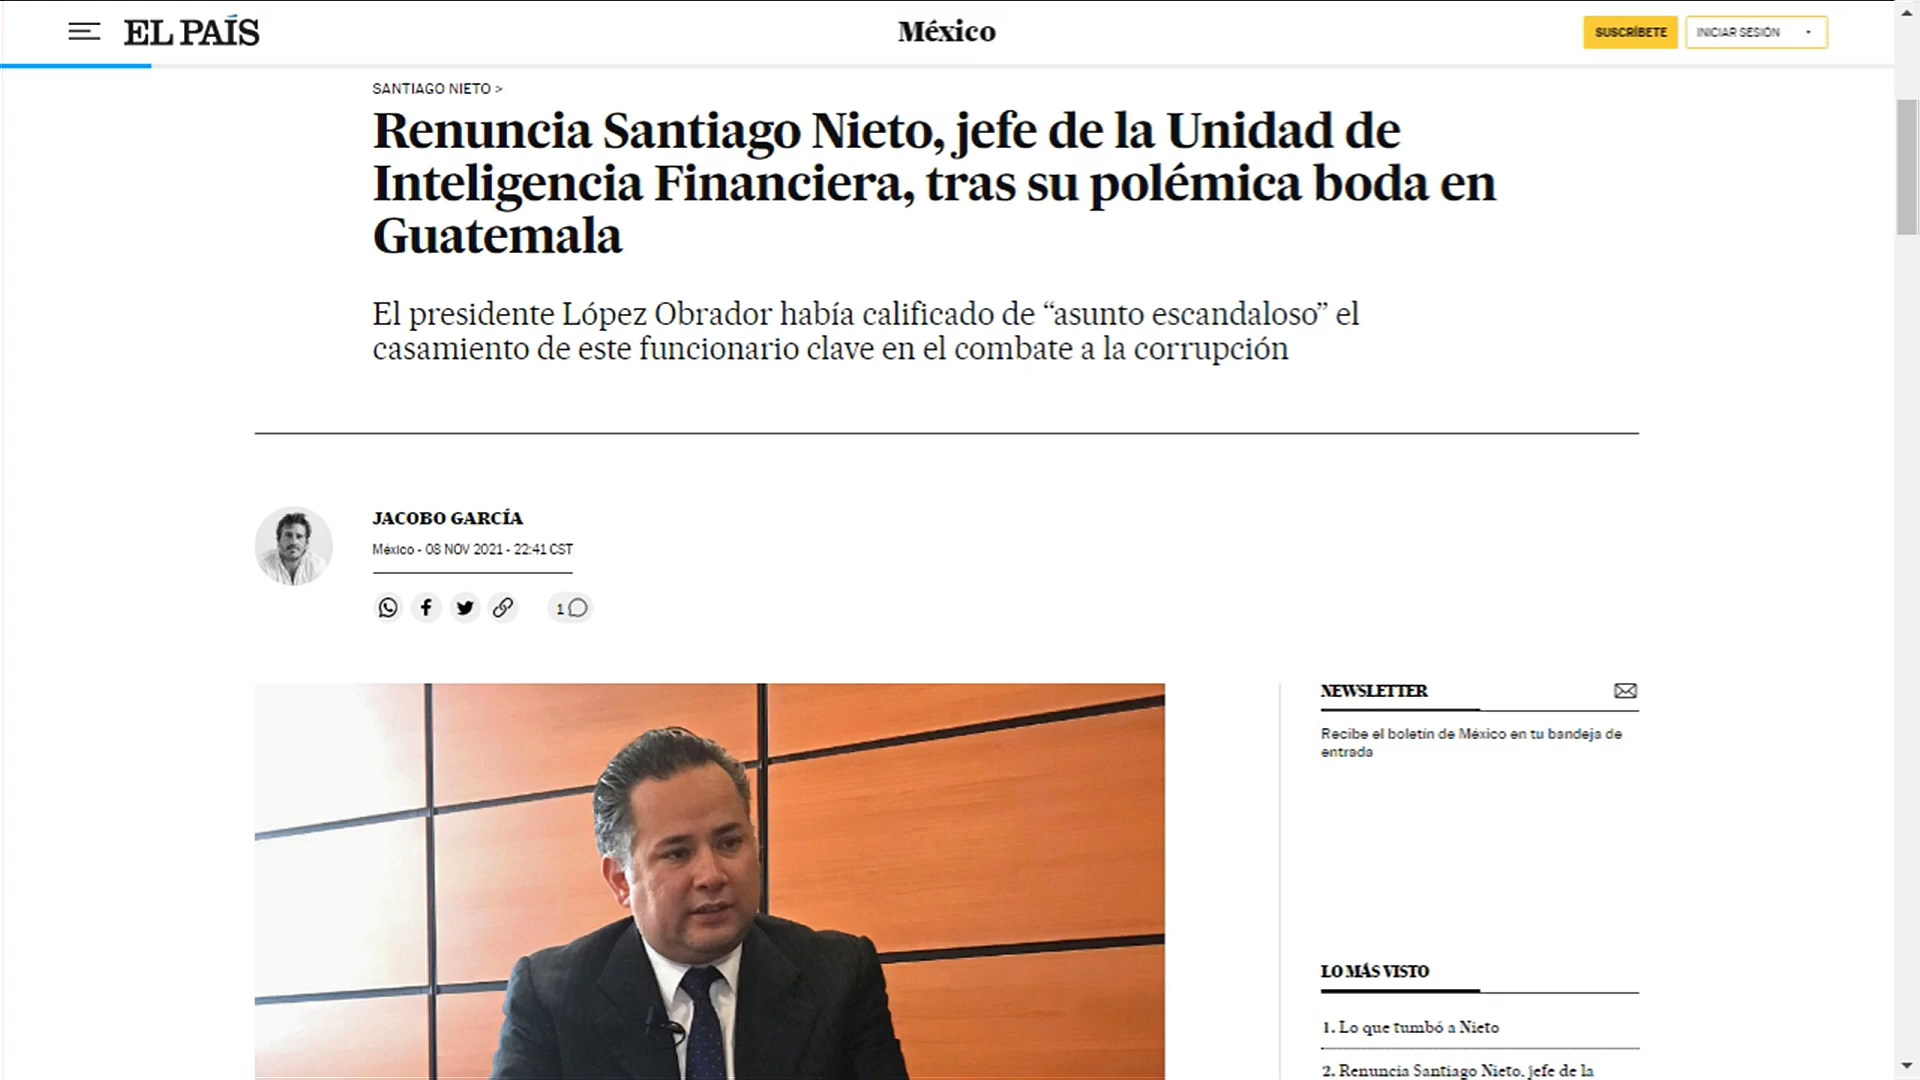 EL PAÍS
México
SUSCRÍBETE
INICIAR SESIÓN
SANTIAGO NIETO >
Renuncia Santiago Nieto, jefe de la Unidad de
Inteligencia Financiera, tras su polémica boda en
Guatemala
El presidente López Obrador había calificado de “asunto escandaloso” el
casamiento de este funcionario clave en el combate a la corrupción
JACOBO GARCÍA
México - 08 NOV 2021 - 22:41 CST
1
NEWSLETTER
Recibe el boletín de México en tu bandeja de
entrada
LO MÁS VISTO
1. Lo que tumbó a Nieto
2. Renuncia Santiago Nieto, jefe de la